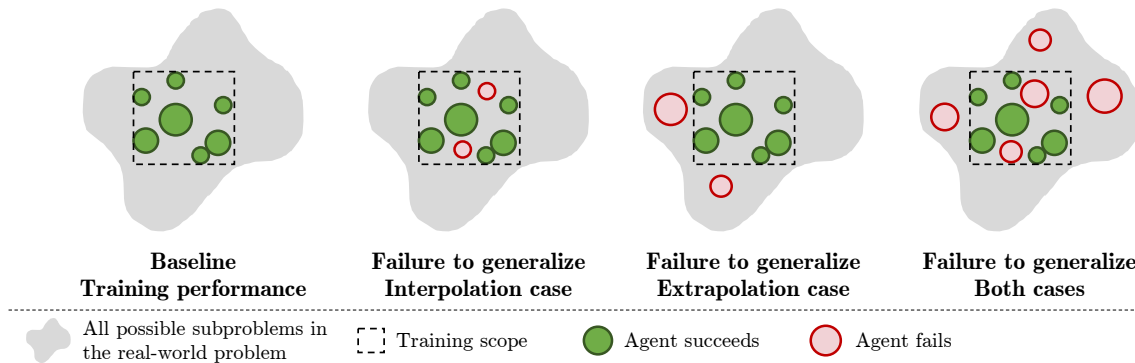 Baseline
Training performance
Failure to generalize
Interpolation case
Failure to generalize
Extrapolation case
Failure to generalize
Both cases
All possible subproblems in
the real-world problem
Training scope
Agent succeeds
Agent fails